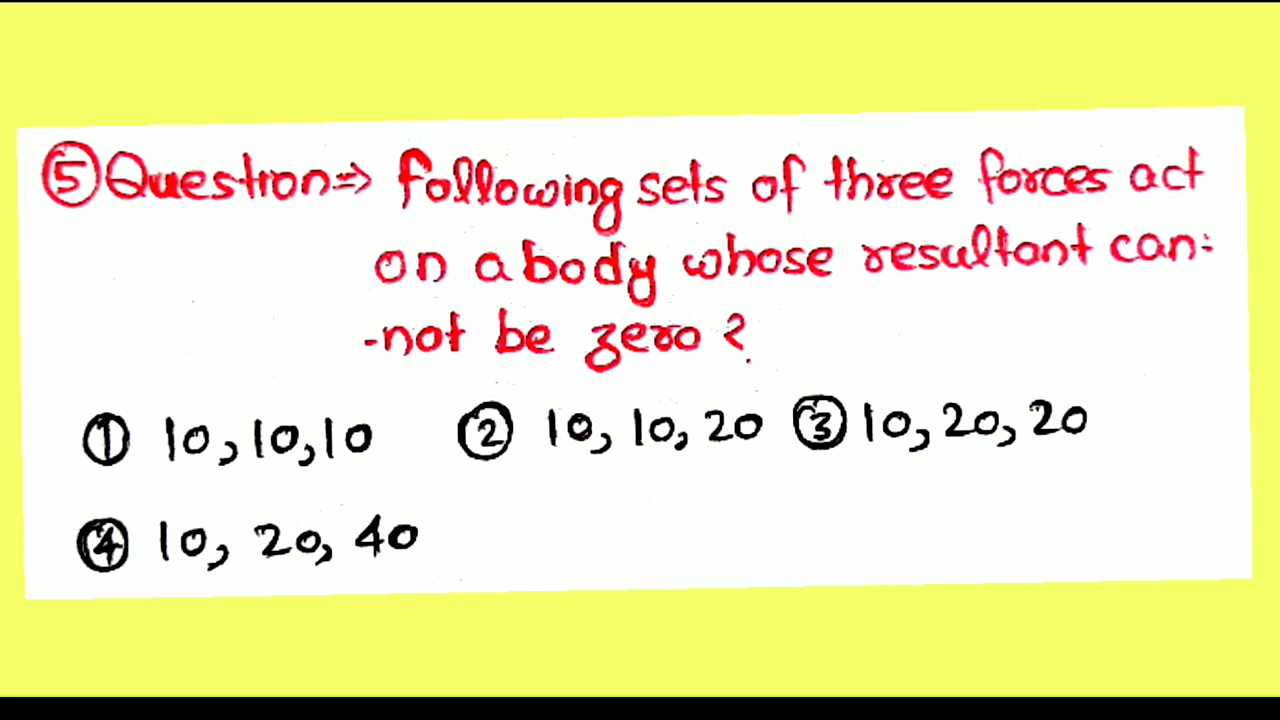 ⑤ Question⇒ Following sets of three forces act
on a body whose resultant can-
-not be zero?
① 10, 10, 10 ② 10, 10, 20 ③ 10, 20, 20
④ 10, 20, 40